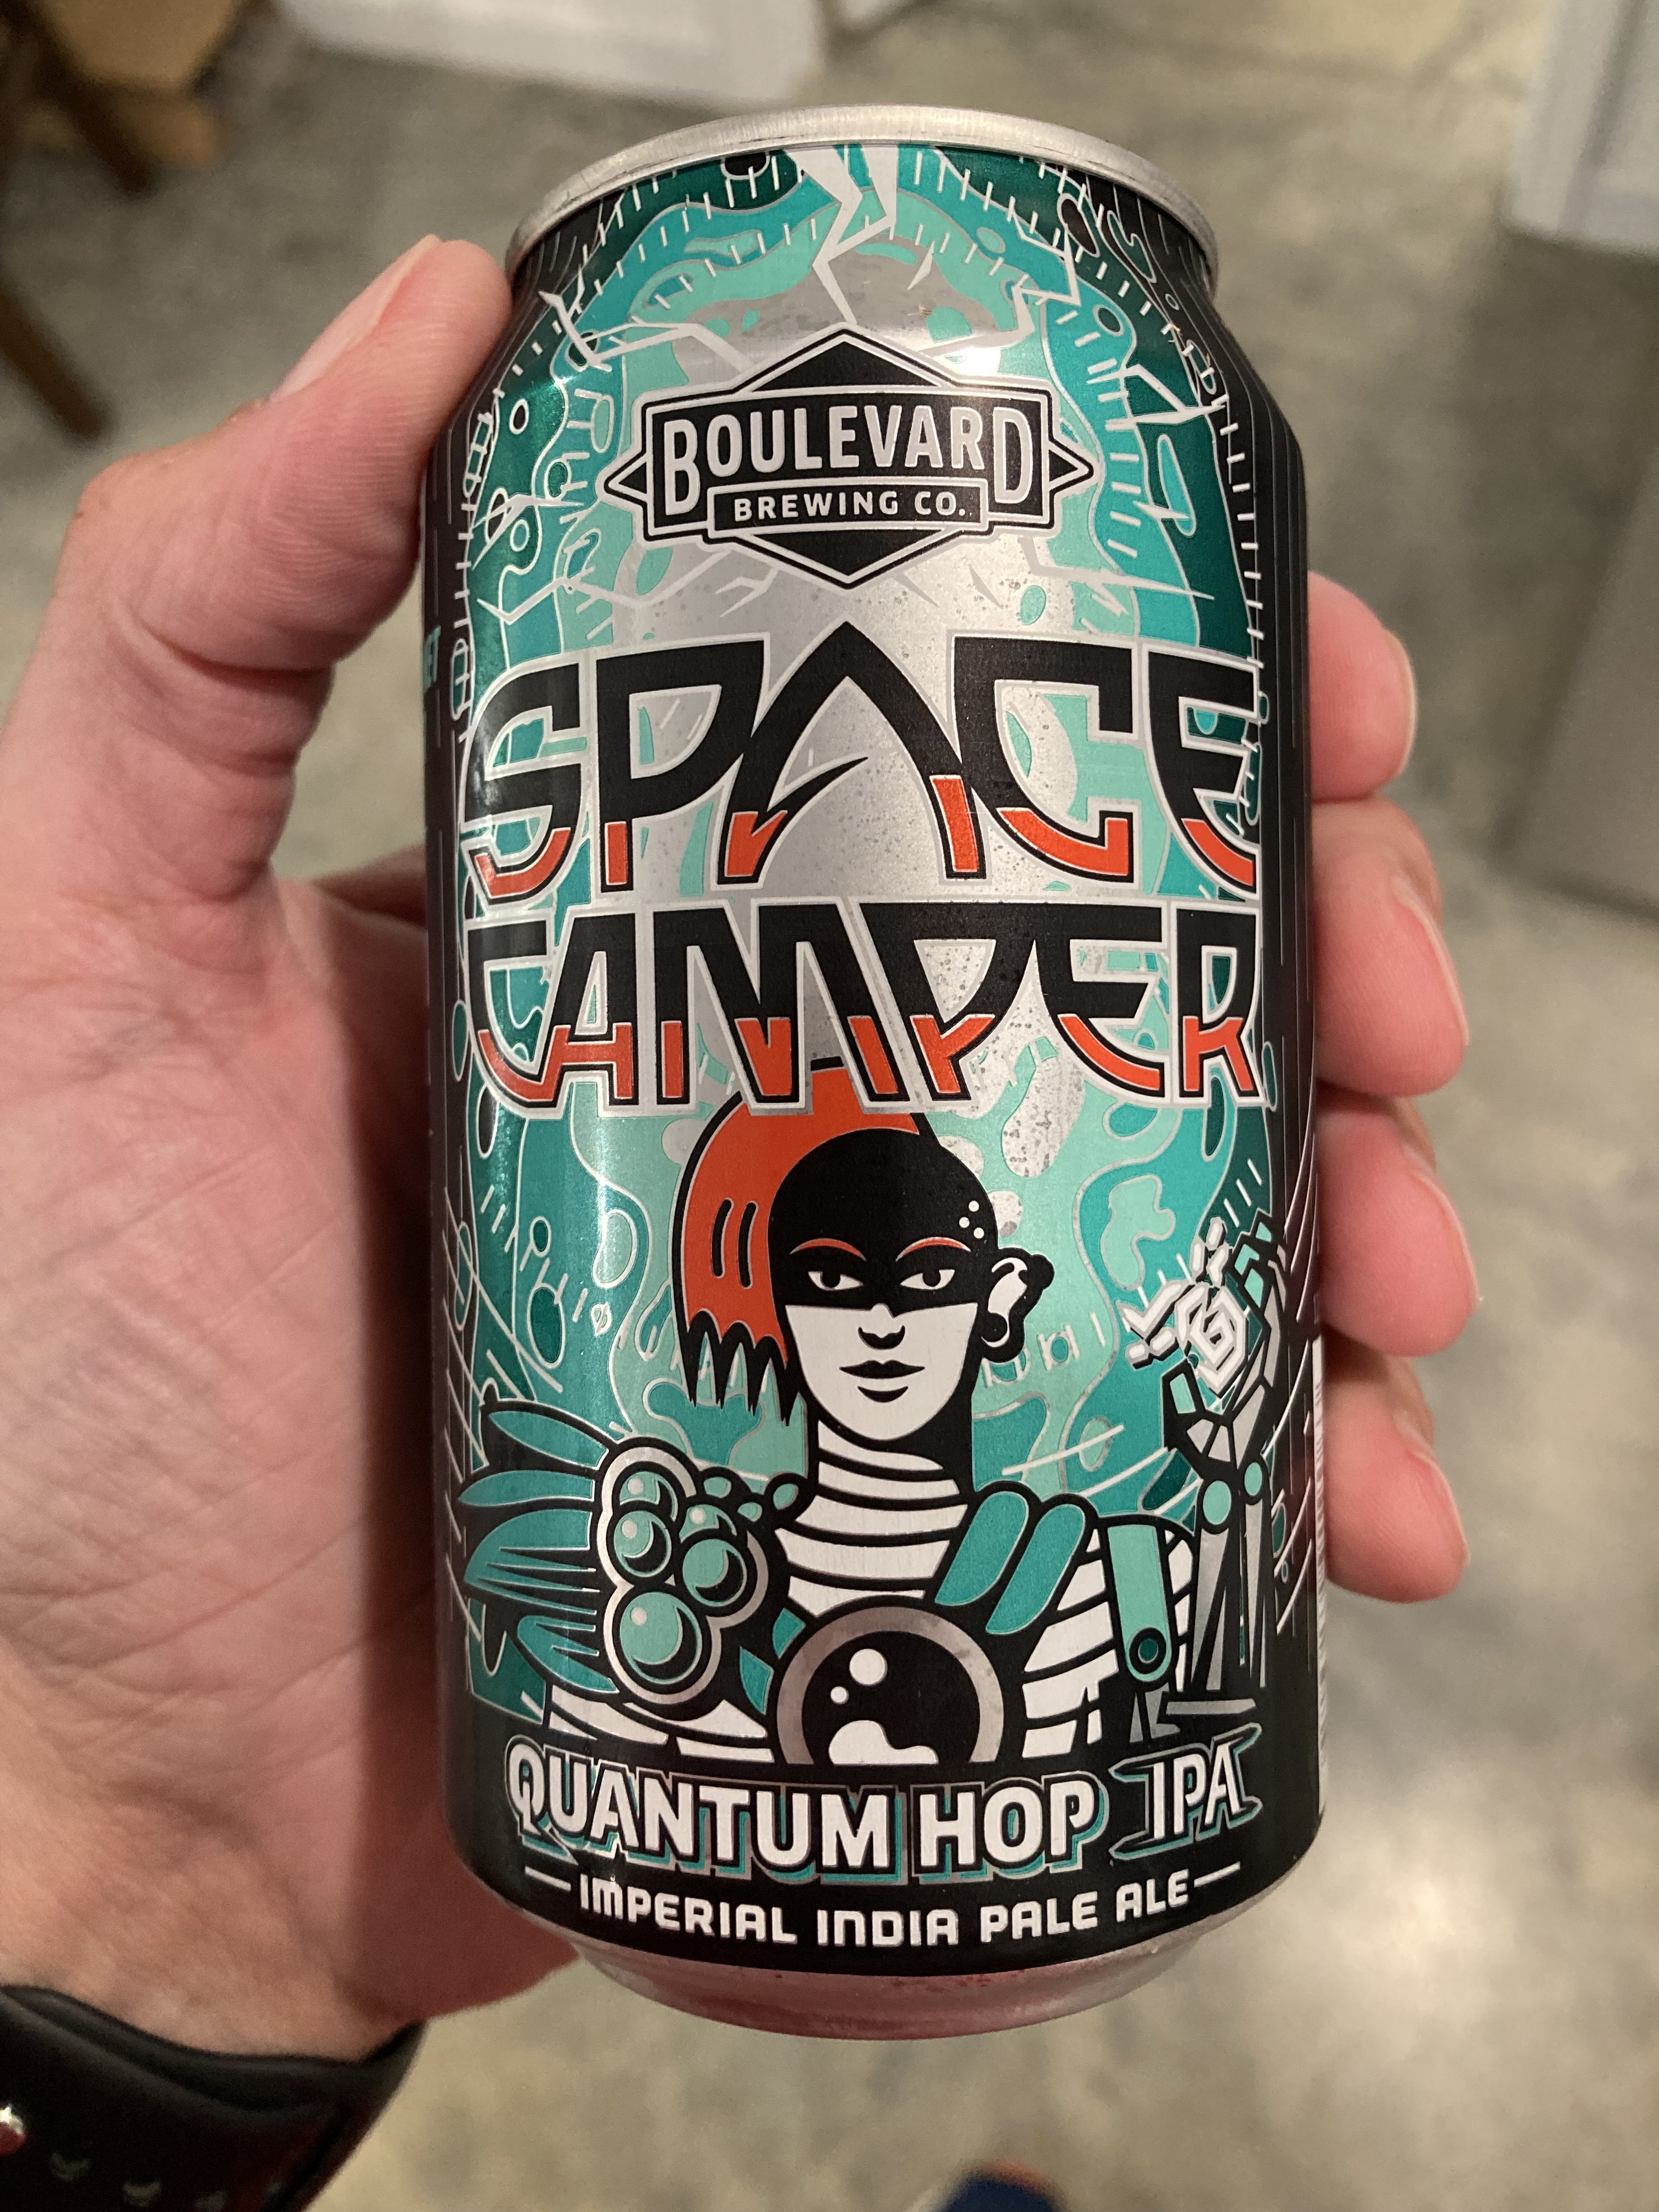 BOULEVARD
BREWING CO.
SPACE
CAMPER
QUANTUM HOP IPA
IMPERIAL INDIA PALE ALE